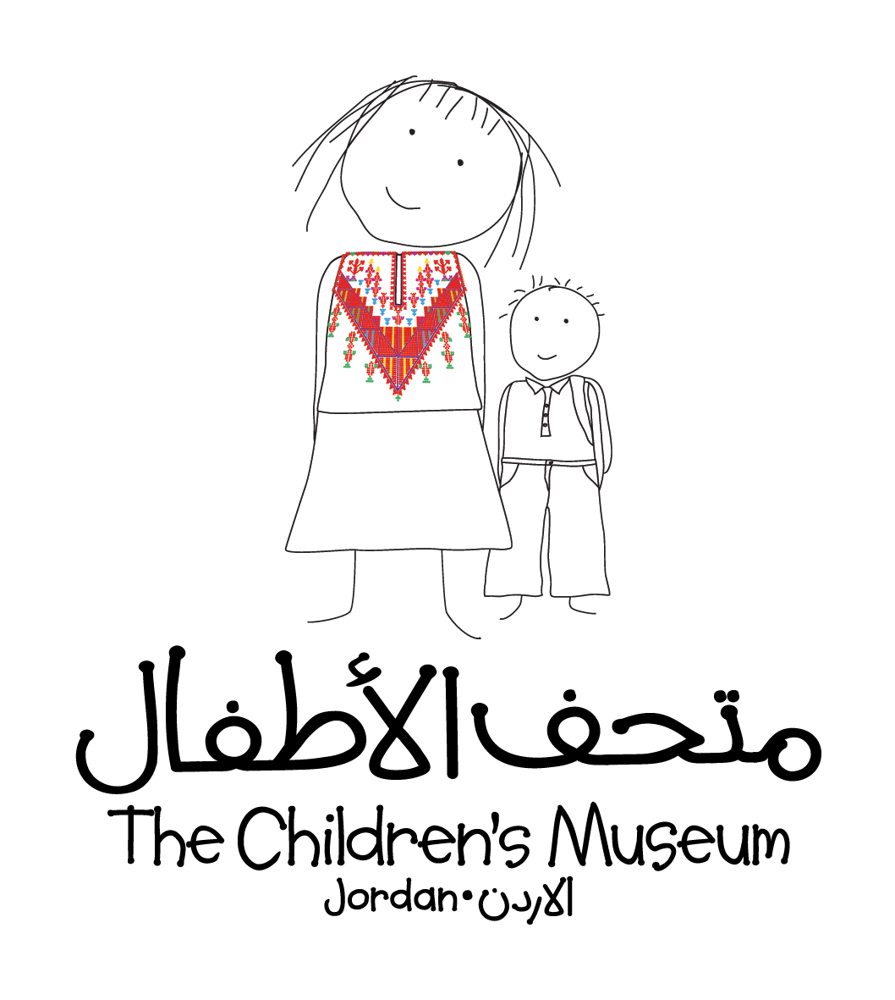 متحف الأطفال
The Children's Museum
Jordan • الاردن